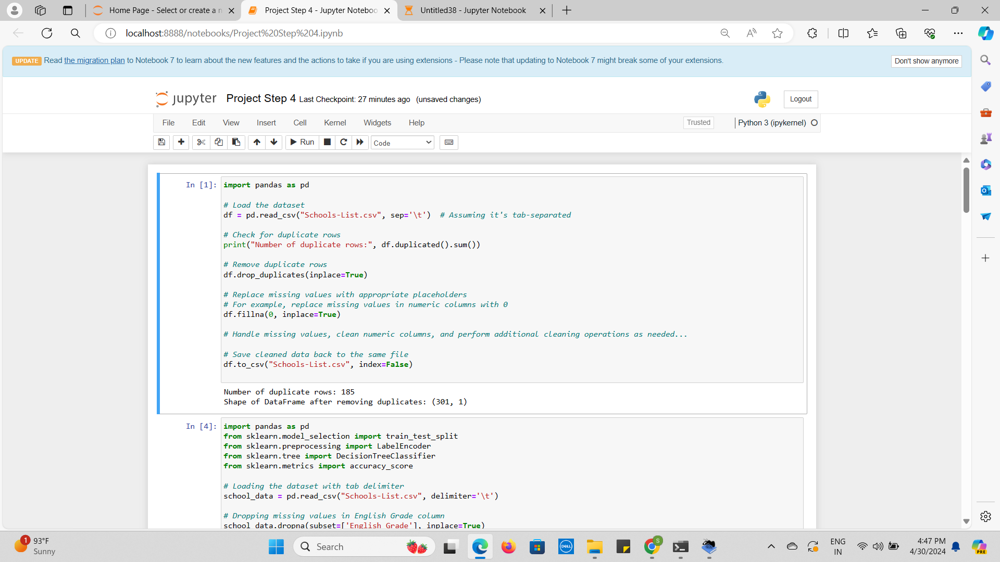 Home Page - Select or create a n
Project Step 4 - Jupyter Noteboo
Untitled38 - Jupyter Notebook
localhost:8888/notebooks/Project%20Step%204.ipynb
UPDATE Read the migration plan to Notebook 7 to learn about the new features and the actions to take if you are using extensions - Please note that updating to Notebook 7 might break some of your extensions.
Don't show anymore
jupyter Project Step 4 Last Checkpoint: 27 minutes ago (unsaved changes)
Logout
File Edit View Insert Cell Kernel Widgets Help
Trusted
Python 3 (ipykernel)
Run
Code
In [1]:
import pandas as pd
# Load the dataset
df = pd.read_csv("Schools-List.csv", sep='\t')  # Assuming it's tab-separated
# Check for duplicate rows
print("Number of duplicate rows:", df.duplicated().sum())
# Remove duplicate rows
df.drop_duplicates(inplace=True)
# Replace missing values with appropriate placeholders
# For example, replace missing values in numeric columns with 0
df.fillna(0, inplace=True)
# Handle missing values, clean numeric columns, and perform additional cleaning operations as needed...
# Save cleaned data back to the same file
df.to_csv("Schools-List.csv", index=False)
Number of duplicate rows: 185
Shape of DataFrame after removing duplicates: (301, 1)
In [4]:
import pandas as pd
from sklearn.model_selection import train_test_split
from sklearn.preprocessing import LabelEncoder
from sklearn.tree import DecisionTreeClassifier
from sklearn.metrics import accuracy_score
# Loading the dataset with tab delimiter
school_data = pd.read_csv("Schools-List.csv", delimiter='\t')
# Dropping missing values in English Grade column
school_data.dropna(subset=['English Grade'], inplace=True)
1
93°F
Sunny
Search
DELL
S
ENG
IN
4:47 PM
4/30/2024
PRE